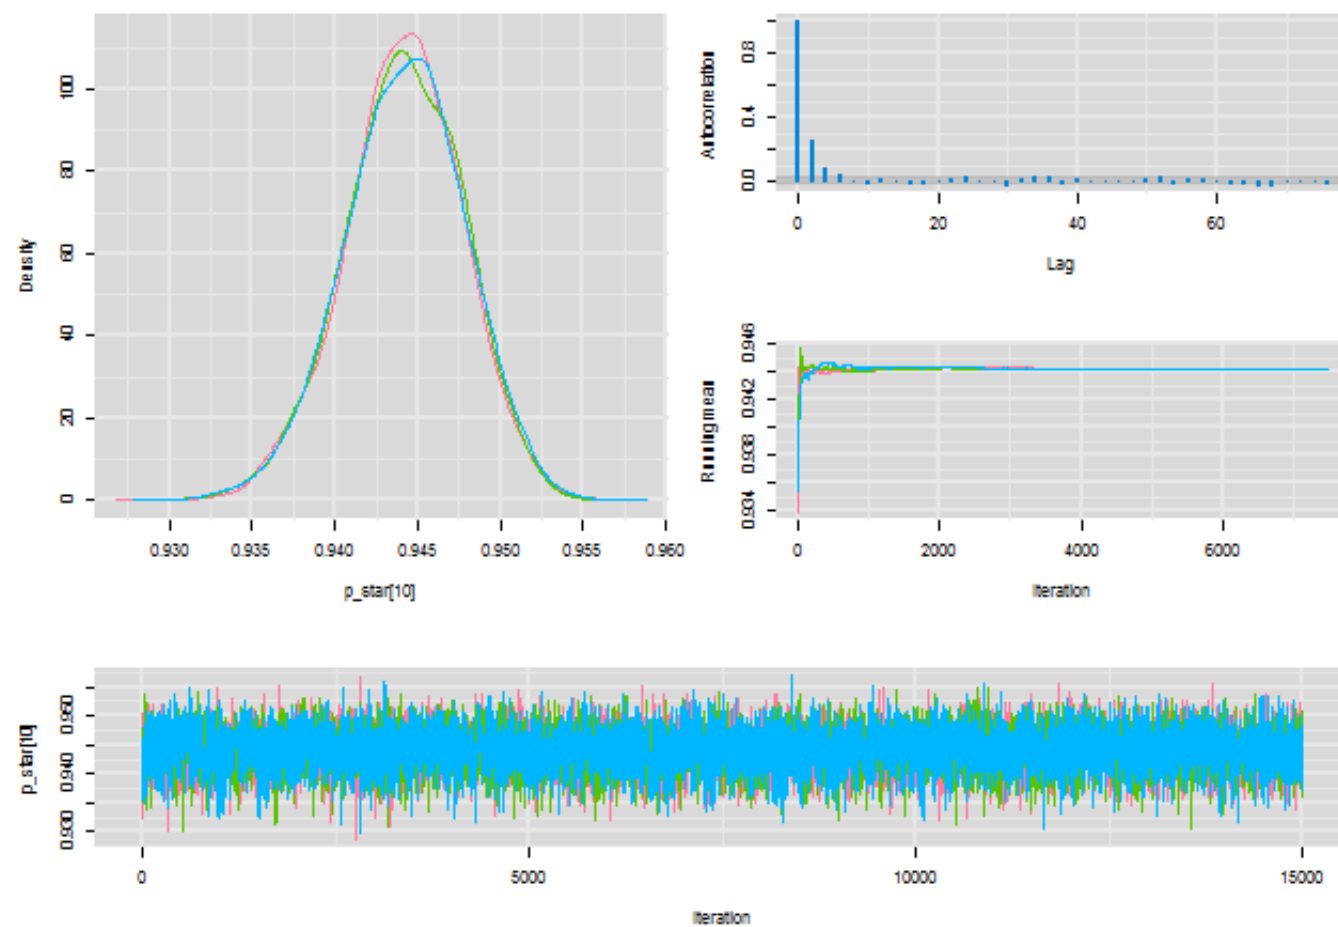 Density
0
20
40
60
80
100
0.930 0.935 0.940 0.945 0.950 0.955 0.960
p_star[10]
Autocorrelation
0.0 0.4 0.8
0 20 40 60
Lag
Running mean
0.934 0.938 0.942 0.946
0 2000 4000 6000
Iteration
p_star[10]
0.930 0.940 0.950
0 5000 10000 15000
Iteration